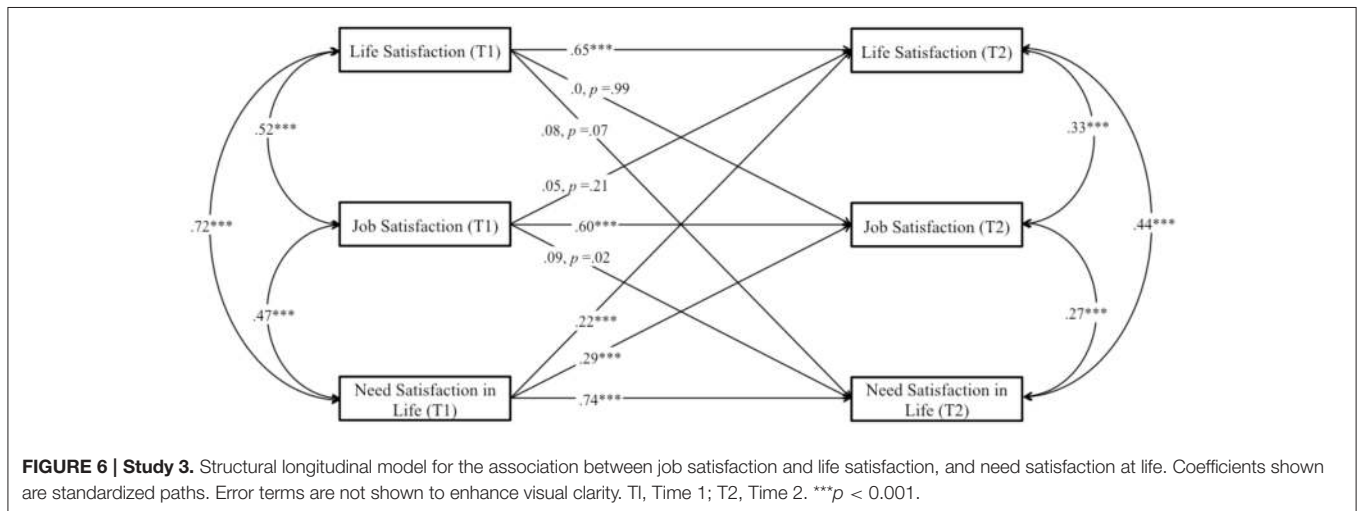 Life Satisfaction (T1)
.65***
Life Satisfaction (T2)
.0, p =.99
.52***
.08, p =.07
.33***
.05, p =.21
.72***
Job Satisfaction (T1)
.60***
Job Satisfaction (T2)
.44***
.09, p =.02
.47***
.22***
.27***
.29***
Need Satisfaction in
Life (T1)
.74***
Need Satisfaction in
Life (T2)
FIGURE 6 | Study 3. Structural longitudinal model for the association between job satisfaction and life satisfaction, and need satisfaction at life. Coefficients shown
are standardized paths. Error terms are not shown to enhance visual clarity. TI, Time 1; T2, Time 2. ***p < 0.001.